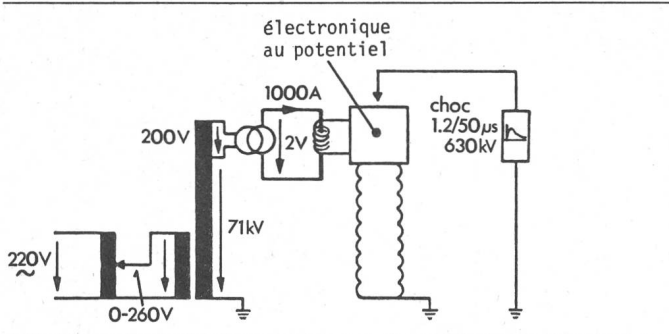 électronique
au potentiel
1000A
choc
1.2/50µs
630kV
200V
2V
71kV
220V
~
0-260V